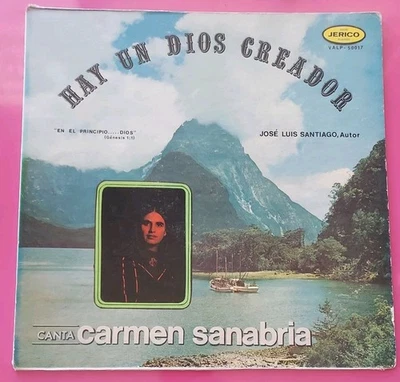 JERICO
VALP-50017
HAY UN DIOS CREADOR
"EN EL PRINCIPIO.....DIOS"
(Génesis 1:1)
JOSÉ LUIS SANTIAGO, Autor
CANTA carmen sanabria